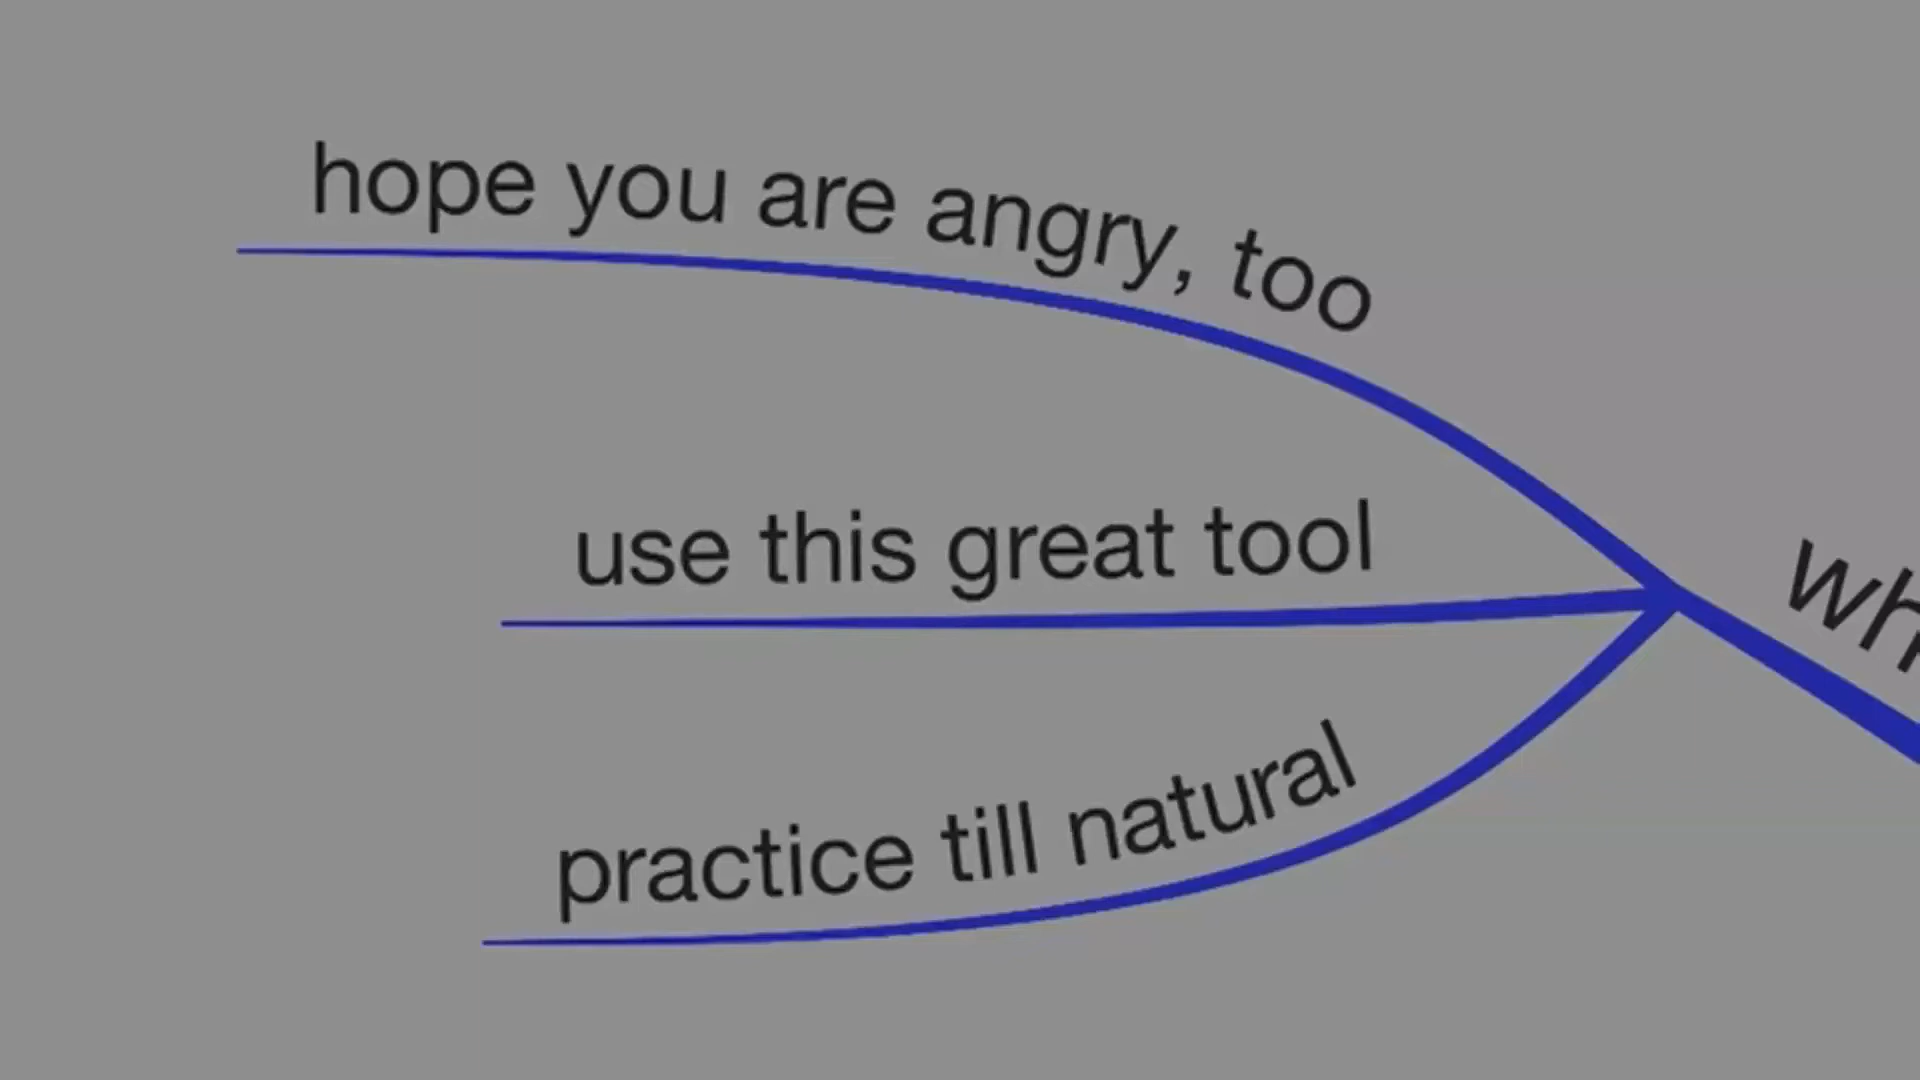 hope you are angry, too
use this great tool
practice till natural